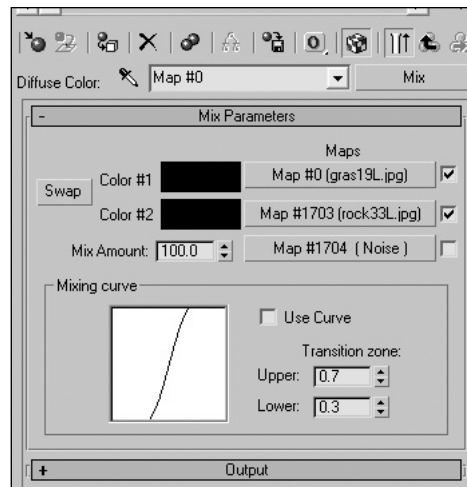 Diffuse Color: Map #0 Mix
- Mix Parameters
Maps
Swap Color #1 Map #0 (gras19L.jpg)
Color #2 Map #1703 (rock33L.jpg)
Mix Amount: 100.0 Map #1704 ( Noise )
Mixing curve
Use Curve
Transition zone:
Upper: 0.7
Lower: 0.3
+ Output